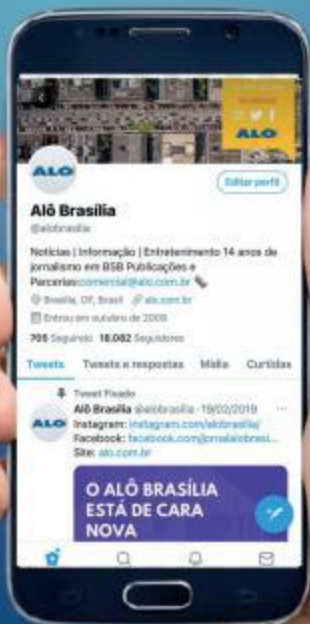 ALO
ALO
Editar perfil
Alô Brasília
@alobrasilia
Notícias | Informação | Entretenimento 14 anos de
jornalismo em BSB Publicações e
Parcerias:comercial@alo.com.br
Brasília, DF, Brasil alo.com.br
Entrou em outubro de 2009
705 Seguindo 18.082 Seguidores
Tweets Tweets e respostas Mídia Curtidas
Tweet Fixado
Alô Brasília @alobrasilia · 19/02/2019
ALO
Instagram: instagram.com/alobrasilia/
Facebook: facebook.com/jornalalobrasi...
Site: alo.com.br
O ALÔ BRASÍLIA
ESTÁ DE CARA
NOVA